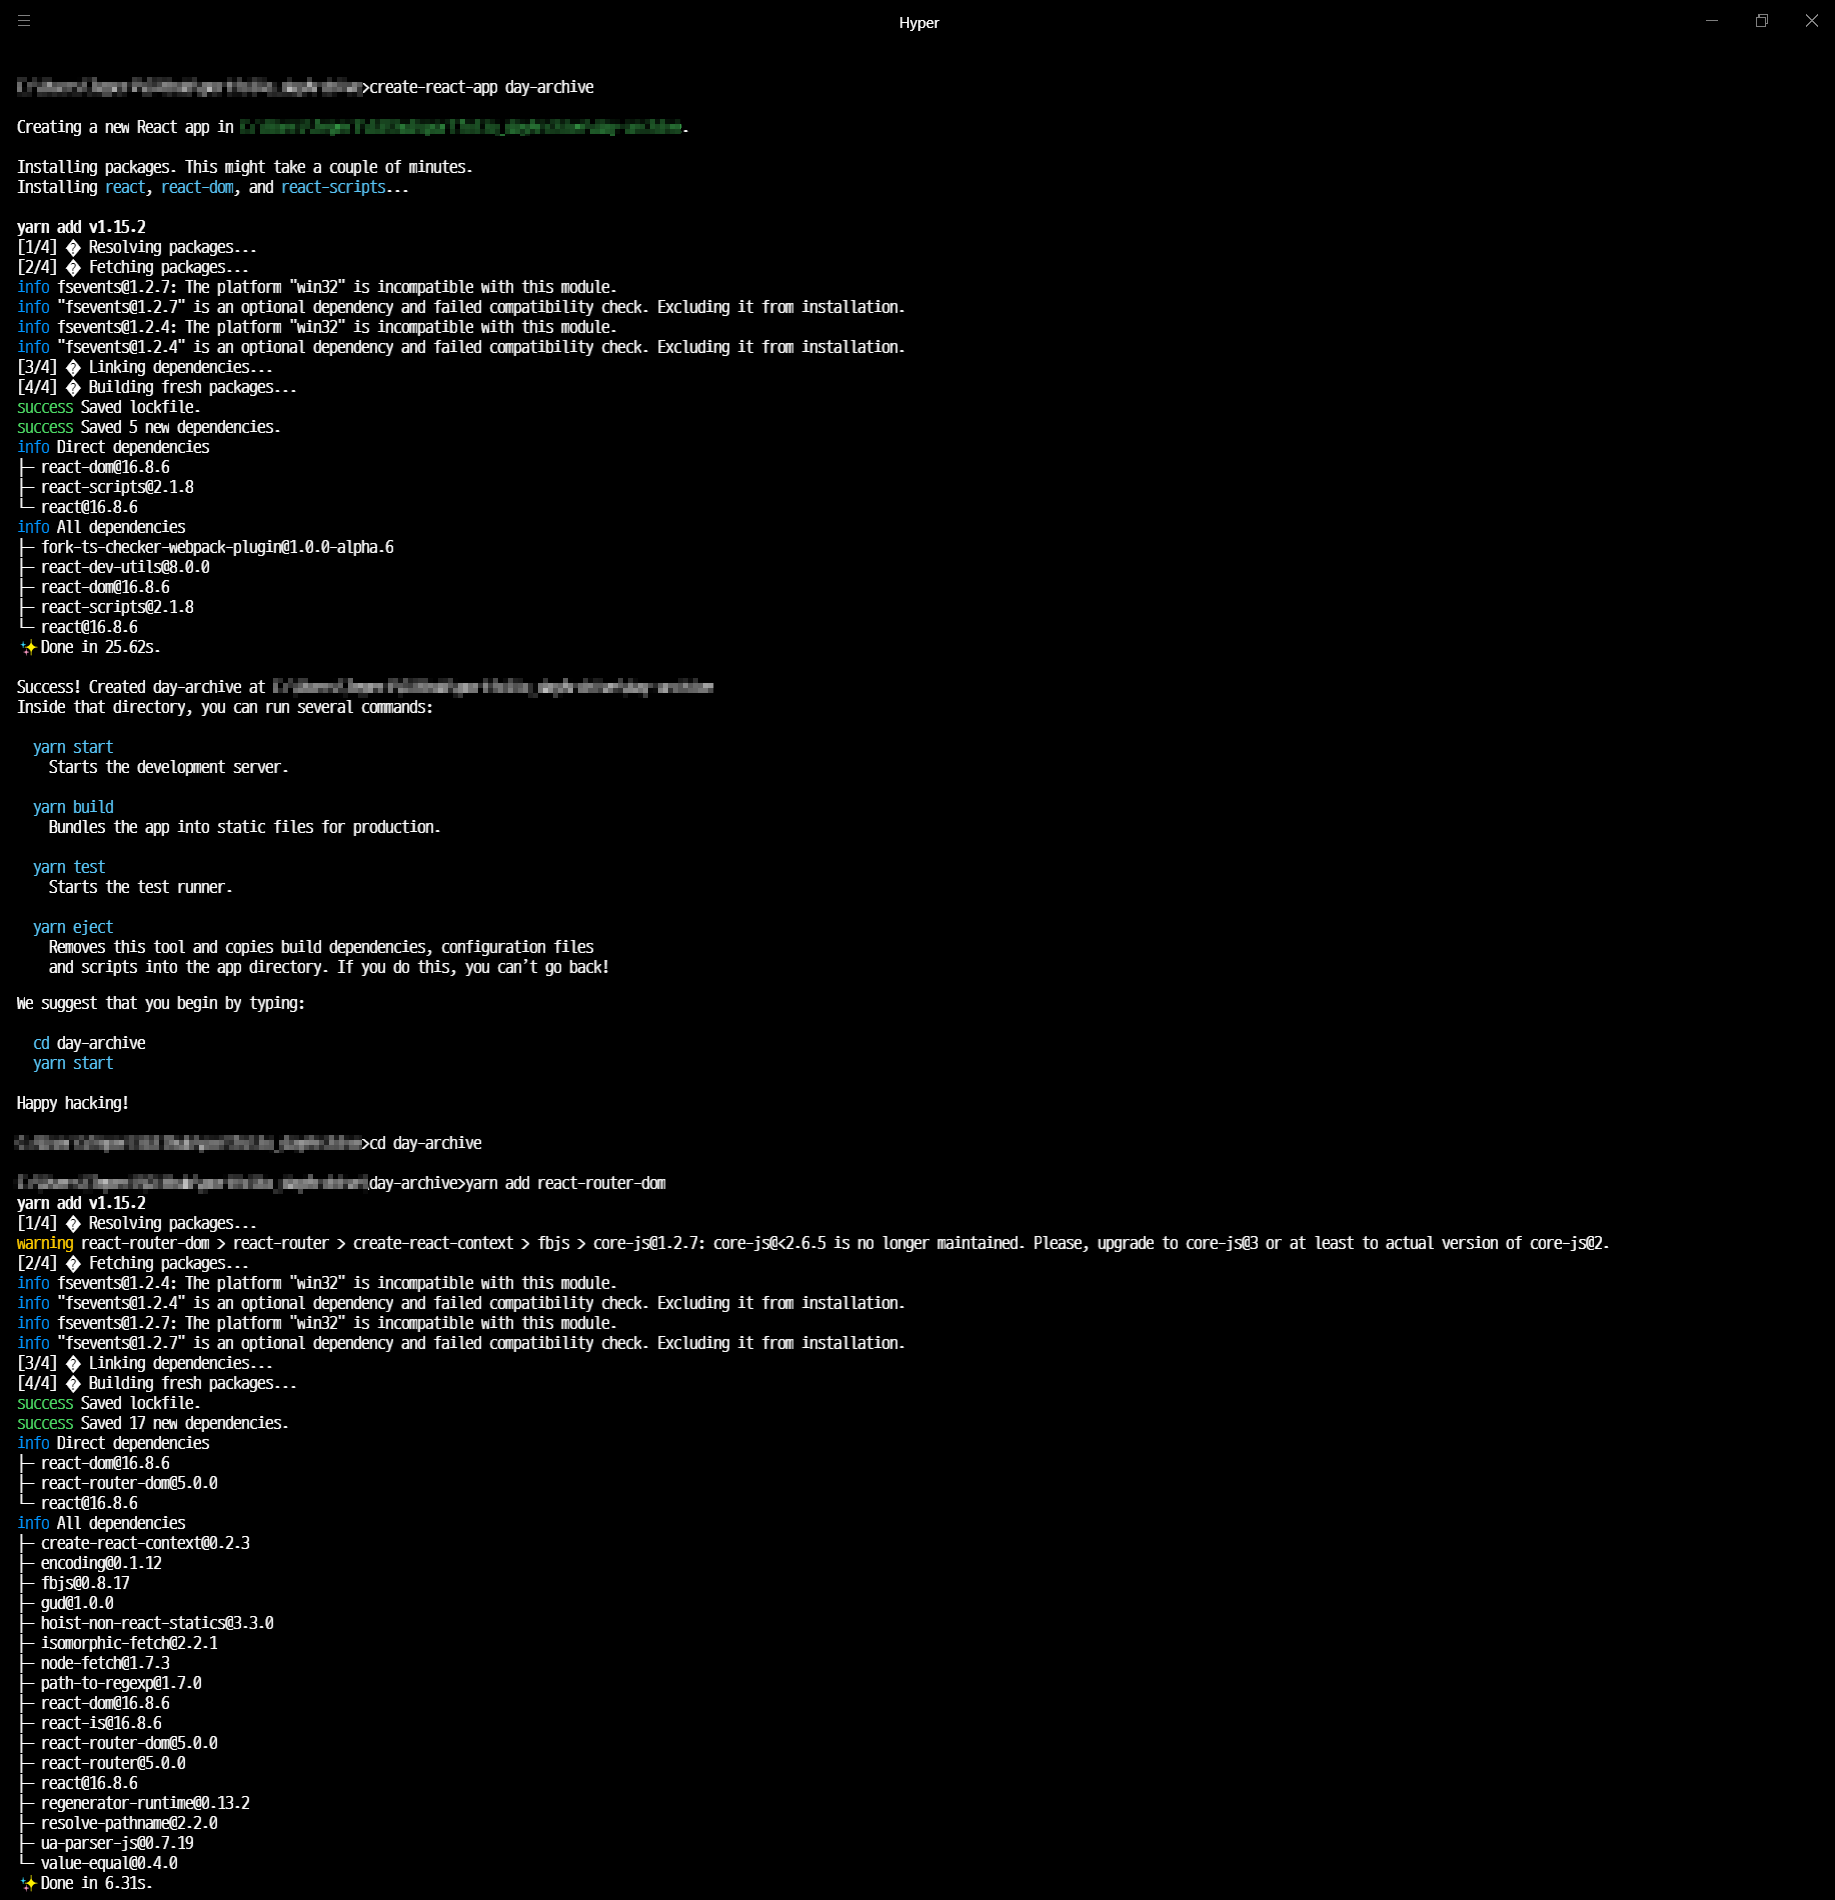 Hyper
>create-react-app day-archive
Creating a new React app in .
Installing packages. This might take a couple of minutes.
Installing react, react-dom, and react-scripts...
yarn add v1.15.2
[1/4] � Resolving packages...
[2/4] � Fetching packages...
info fsevents@1.2.7: The platform "win32" is incompatible with this module.
info "fsevents@1.2.7" is an optional dependency and failed compatibility check. Excluding it from installation.
info fsevents@1.2.4: The platform "win32" is incompatible with this module.
info "fsevents@1.2.4" is an optional dependency and failed compatibility check. Excluding it from installation.
[3/4] � Linking dependencies...
[4/4] � Building fresh packages...
success Saved lockfile.
success Saved 5 new dependencies.
info Direct dependencies
├─ react-dom@16.8.6
├─ react-scripts@2.1.8
└─ react@16.8.6
info All dependencies
├─ fork-ts-checker-webpack-plugin@1.0.0-alpha.6
├─ react-dev-utils@8.0.0
├─ react-dom@16.8.6
├─ react-scripts@2.1.8
└─ react@16.8.6
✨ Done in 25.62s.
Success! Created day-archive at
Inside that directory, you can run several commands:
yarn start
Starts the development server.
yarn build
Bundles the app into static files for production.
yarn test
Starts the test runner.
yarn eject
Removes this tool and copies build dependencies, configuration files
and scripts into the app directory. If you do this, you can’t go back!
We suggest that you begin by typing:
cd day-archive
yarn start
Happy hacking!
>cd day-archive
\day-archive>yarn add react-router-dom
yarn add v1.15.2
[1/4] � Resolving packages...
warning react-router-dom > react-router > create-react-context > fbjs > core-js@1.2.7: core-js@<2.6.5 is no longer maintained. Please, upgrade to core-js@3 or at least to actual version of core-js@2.
[2/4] � Fetching packages...
info fsevents@1.2.4: The platform "win32" is incompatible with this module.
info "fsevents@1.2.4" is an optional dependency and failed compatibility check. Excluding it from installation.
info fsevents@1.2.7: The platform "win32" is incompatible with this module.
info "fsevents@1.2.7" is an optional dependency and failed compatibility check. Excluding it from installation.
[3/4] � Linking dependencies...
[4/4] � Building fresh packages...
success Saved lockfile.
success Saved 17 new dependencies.
info Direct dependencies
├─ react-dom@16.8.6
├─ react-router-dom@5.0.0
└─ react@16.8.6
info All dependencies
├─ create-react-context@0.2.3
├─ encoding@0.1.12
├─ fbjs@0.8.17
├─ gud@1.0.0
├─ hoist-non-react-statics@3.3.0
├─ isomorphic-fetch@2.2.1
├─ node-fetch@1.7.3
├─ path-to-regexp@1.7.0
├─ react-dom@16.8.6
├─ react-is@16.8.6
├─ react-router-dom@5.0.0
├─ react-router@5.0.0
├─ react@16.8.6
├─ regenerator-runtime@0.13.2
├─ resolve-pathname@2.2.0
├─ ua-parser-js@0.7.19
└─ value-equal@0.4.0
✨ Done in 6.31s.